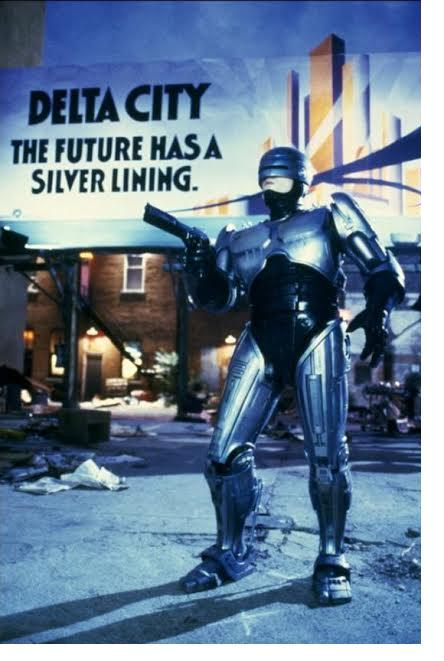 DELTA CITY
THE FUTURE HAS A
SILVER LINING.